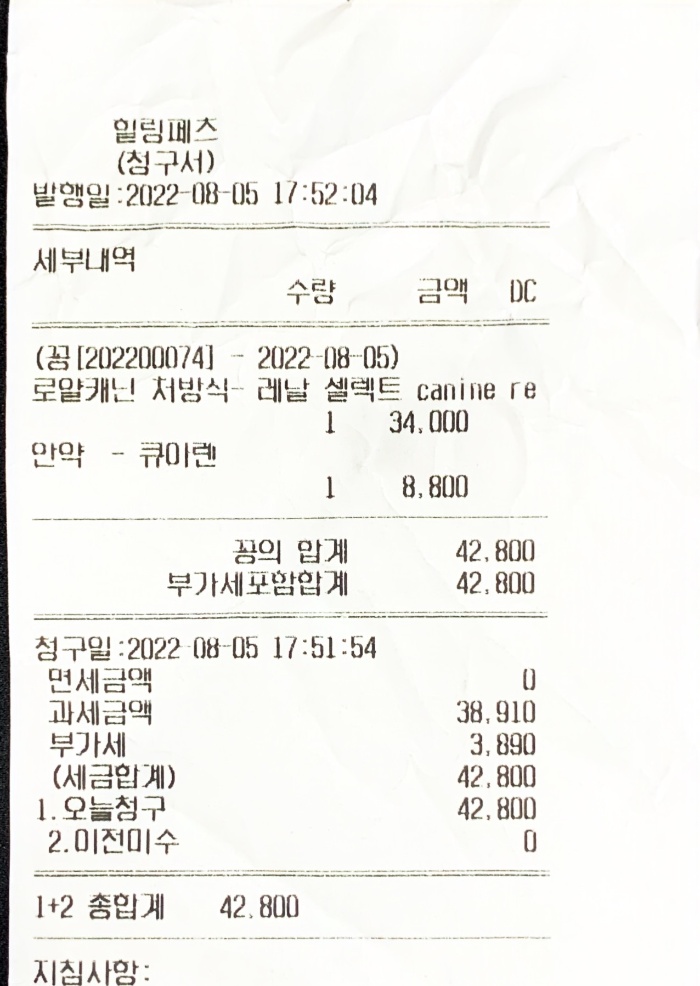 힐링페츠
(청구서)
발행일:2022-08-05 17:52:04
세부내역
수량 금액 DC
(꽁[202200074] - 2022-08-05)
로얄캐닌 처방식- 레날 셀렉트 canine re
1 34,000
안약 - 큐아렌
1 8,800
꽁의 합계 42,800
부가세포함합계 42,800
청구일:2022-08-05 17:51:54
면세금액 0
과세금액 38,910
부가세 3,890
(세금합계) 42,800
1.오늘청구 42,800
2.이전미수 0
1+2 총합계 42,800
지침사항: